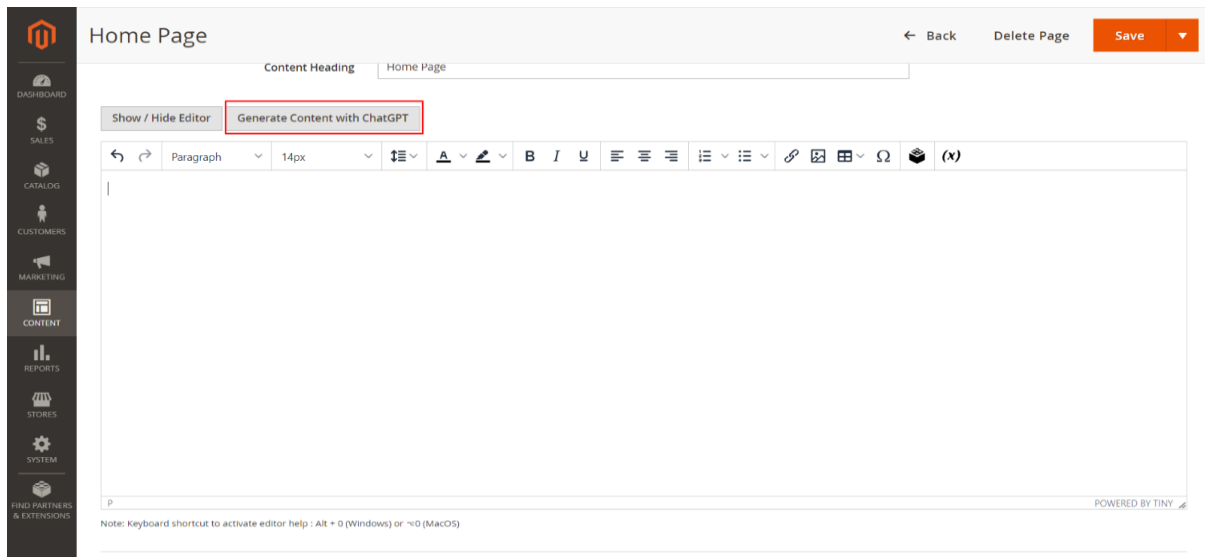 Home Page
← Back
Delete Page
Save
Content Heading
Home Page
DASHBOARD
SALES
CATALOG
CUSTOMERS
MARKETING
CONTENT
REPORTS
STORES
SYSTEM
FIND PARTNERS
& EXTENSIONS
Show / Hide Editor
Generate Content with ChatGPT
Paragraph
14px
A
B I U
Ω
(x)
P
POWERED BY TINY
Note: Keyboard shortcut to activate editor help : Alt + 0 (Windows) or ⌥0 (MacOS)